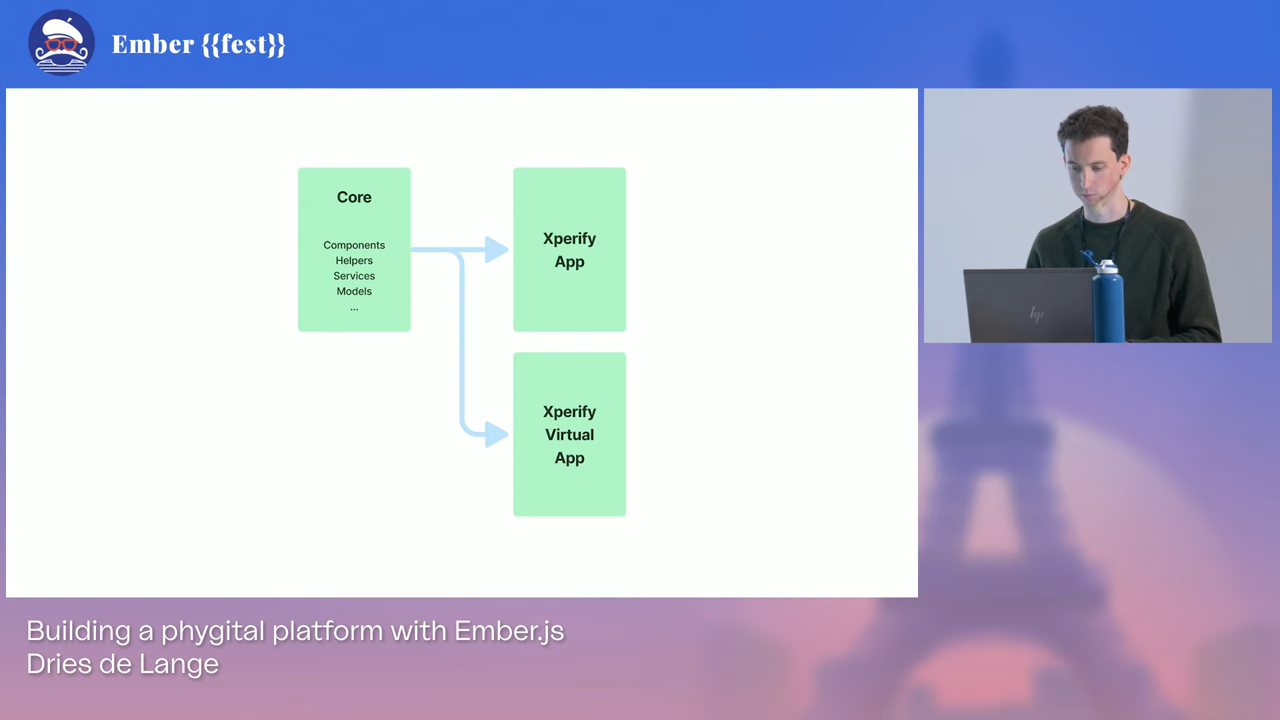 Ember {{fest}}
Core
Components
Helpers
Services
Models
...
Xperify
App
Xperify
Virtual
App
hp
Building a phygital platform with Ember.js
Dries de Lange